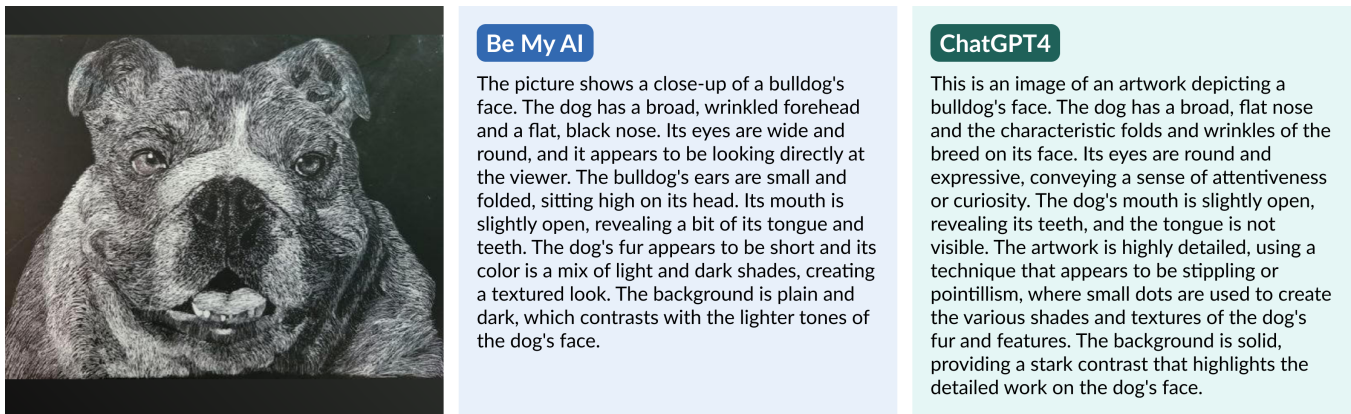 Be My AI
The picture shows a close-up of a bulldog's
face. The dog has a broad, wrinkled forehead
and a flat, black nose. Its eyes are wide and
round, and it appears to be looking directly at
the viewer. The bulldog's ears are small and
folded, sitting high on its head. Its mouth is
slightly open, revealing a bit of its tongue and
teeth. The dog's fur appears to be short and its
color is a mix of light and dark shades, creating
a textured look. The background is plain and
dark, which contrasts with the lighter tones of
the dog's face.
ChatGPT4
This is an image of an artwork depicting a
bulldog's face. The dog has a broad, flat nose
and the characteristic folds and wrinkles of the
breed on its face. Its eyes are round and
expressive, conveying a sense of attentiveness
or curiosity. The dog's mouth is slightly open,
revealing its teeth, and the tongue is not
visible. The artwork is highly detailed, using a
technique that appears to be stippling or
pointillism, where small dots are used to create
the various shades and textures of the dog's
fur and features. The background is solid,
providing a stark contrast that highlights the
detailed work on the dog's face.